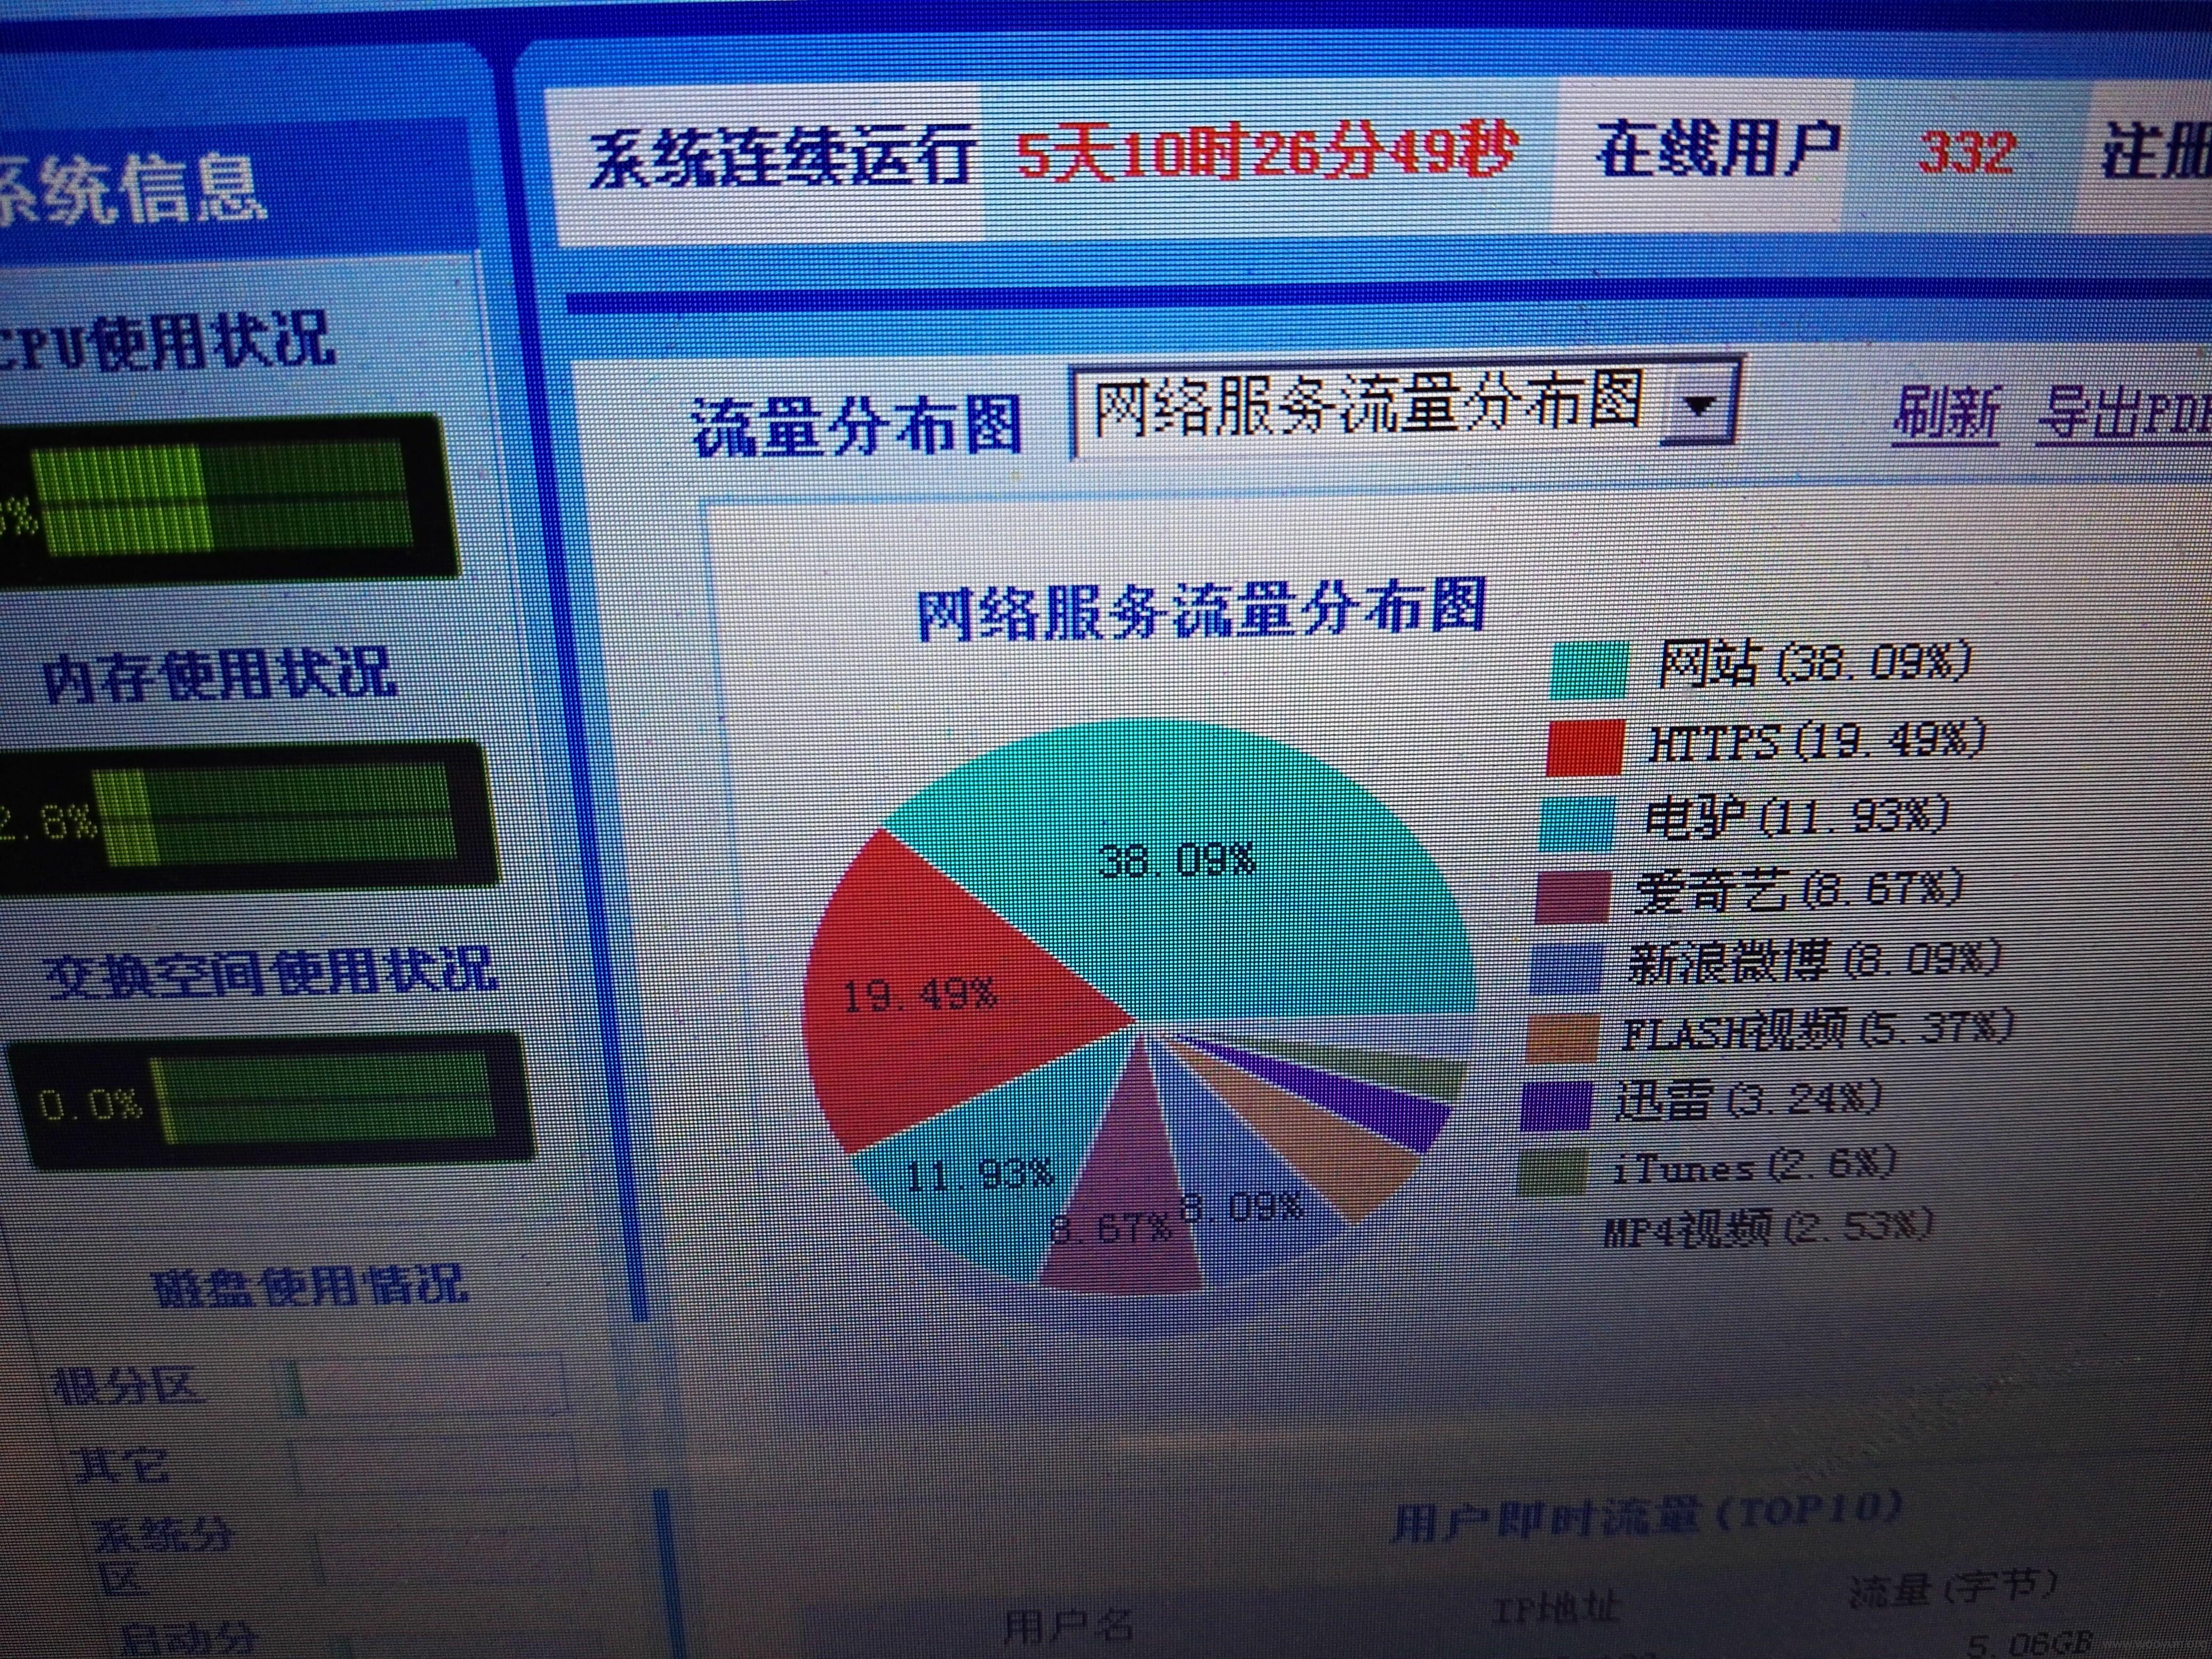 系统信息
系统连续运行 5天10时26分49秒 在线用户 332 注册
CPU使用状况
内存使用状况
2.8%
交换空间使用状况
0.0%
磁盘使用情况
根分区
其它
系统分
区
启动分
流量分布图 网络服务流量分布图 刷新 导出PDF
网络服务流量分布图
38.09%
19.49%
11.93%
8.67%
8.09%
网站(38.09%)
HTTPS(19.49%)
电驴(11.93%)
爱奇艺(8.67%)
新浪微博(8.09%)
FLASH视频(5.37%)
迅雷(3.24%)
iTunes(2.6%)
MP4视频(2.53%)
用户即时流量(TOP10)
用户名 IP地址 流量(字节)
5.06GB